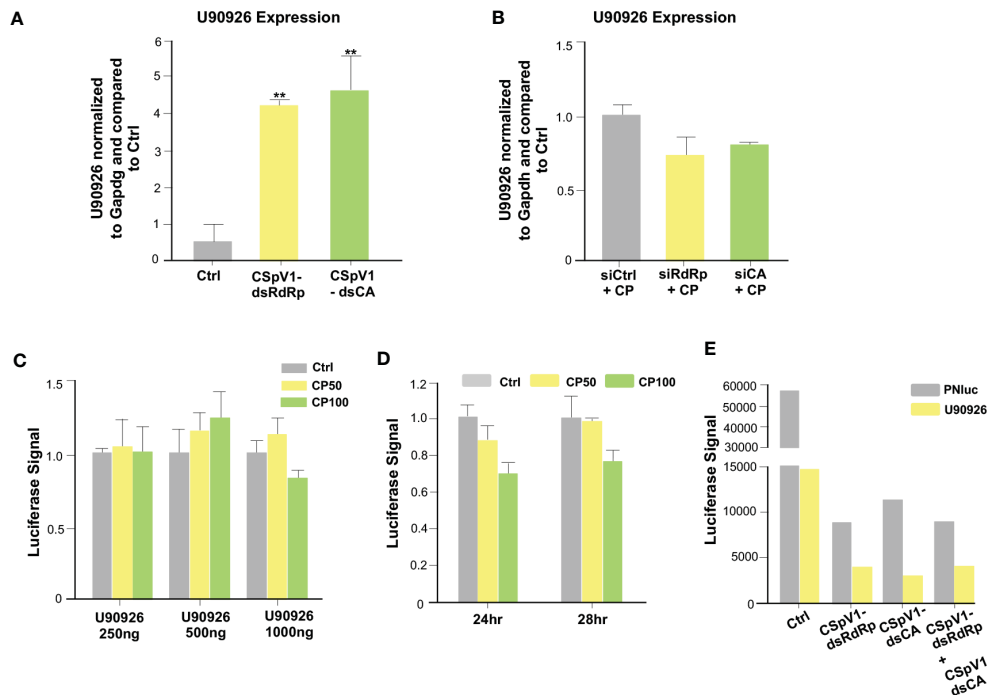 A
U90926 Expression
U90926 normalized
to Gapdg and compared
to Ctrl
6
5
4
4
2
1
0
**
**
Ctrl
CSpV1-
dsRdRp
CSpV1
- dsCA
B
U90926 Expression
U90926 normalized
to Gapdh and compared
to Ctrl
1.5
1.0
0.5
0
siCtrl
+ CP
siRdRp
+ CP
siCA
+ CP
C
Luciferase Signal
1.5
1.0
0.5
0
Ctrl
CP50
CP100
U90926
250ng
U90926
500ng
U90926
1000ng
D
Ctrl
CP50
CP100
Luciferase Signal
1.2
1.0
0.8
0.6
0.4
0.2
0
24hr
28hr
E
PNluc
U90926
Luciferase Signal
60000
50000
40000
30000
15000
10000
5000
0
Ctrl
CSpV1-
dsRdRp
CSpV1-
dsCA
CSpV1-
dsRdRp
+ CSpV1
dsCA